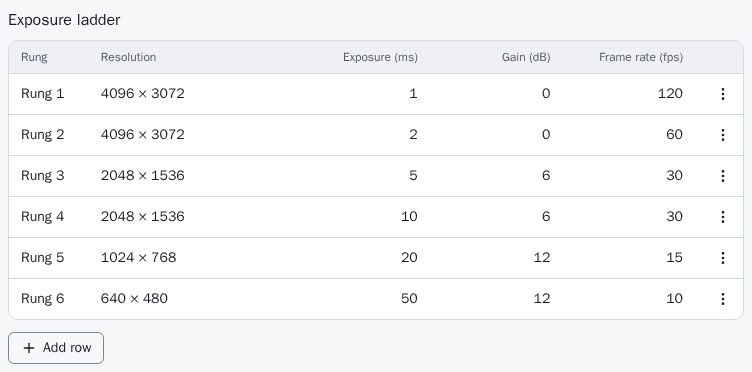 Exposure ladder
Rung Resolution Exposure (ms) Gain (dB) Frame rate (fps)
Rung 1 4096 × 3072 1 0 120
Rung 2 4096 × 3072 2 0 60
Rung 3 2048 × 1536 5 6 30
Rung 4 2048 × 1536 10 6 30
Rung 5 1024 × 768 20 12 15
Rung 6 640 × 480 50 12 10
Add row